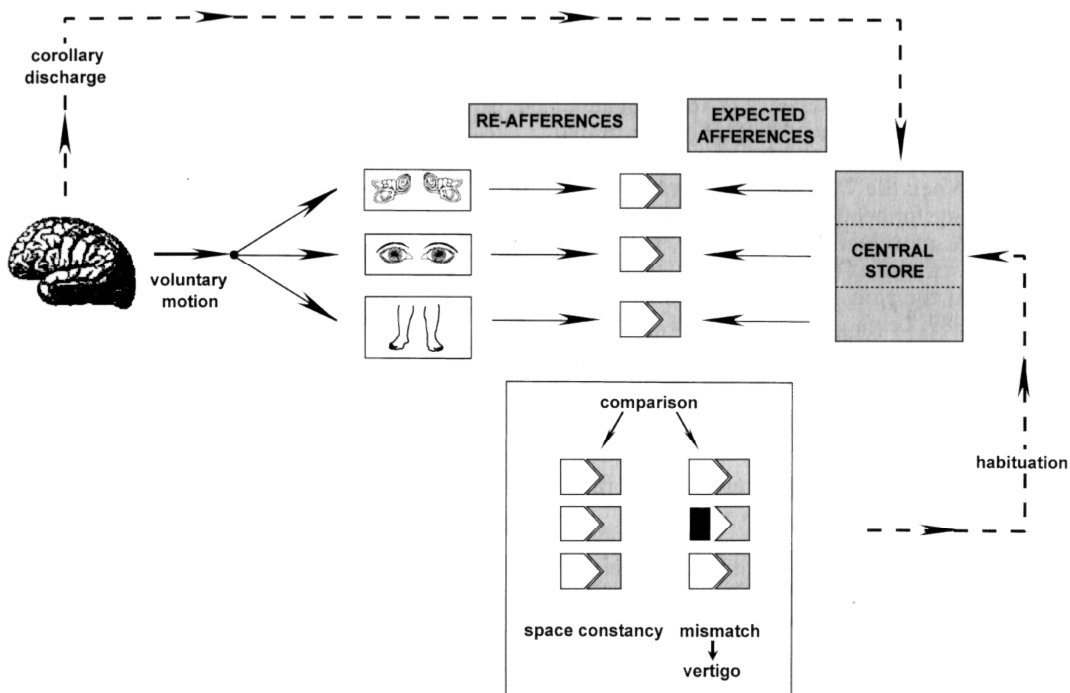 corollary
discharge
RE-AFFERENCES
EXPECTED
AFFERENCES
voluntary
motion
CENTRAL
STORE
comparison
habituation
space constancy
mismatch
vertigo